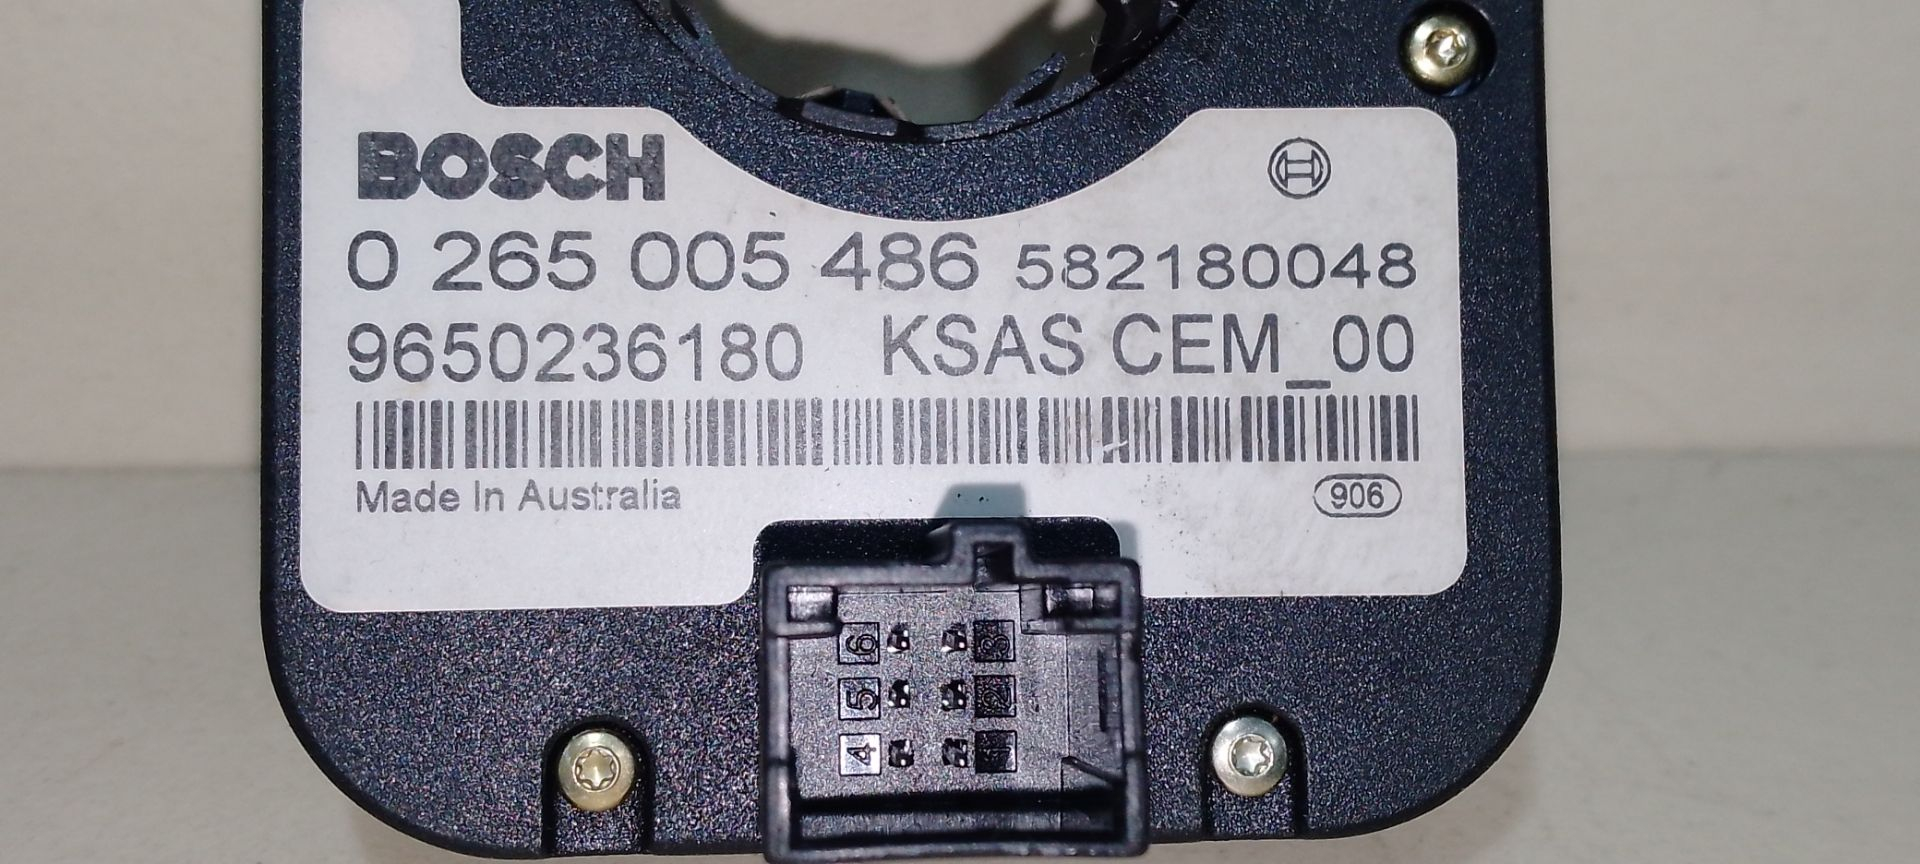 BOSCH
0 265 005 486 582180048
9650236180 KSAS CEM_00
Made In Australia
906
6 3
5 2
4 1